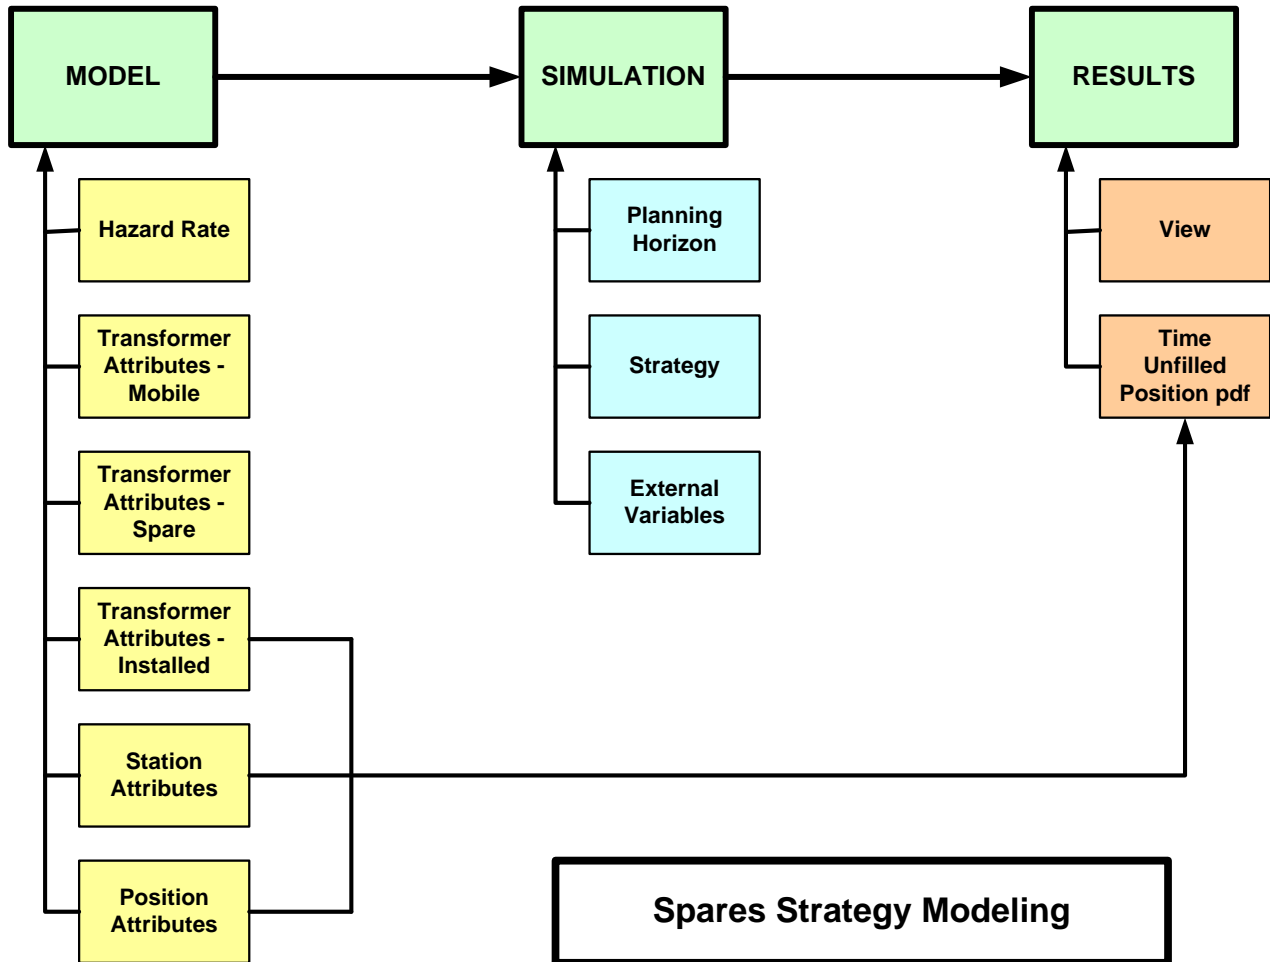 MODEL
SIMULATION
RESULTS
Hazard Rate
Transformer
Attributes -
Mobile
Transformer
Attributes -
Spare
Transformer
Attributes -
Installed
Station
Attributes
Position
Attributes
Planning
Horizon
Strategy
External
Variables
View
Time
Unfilled
Position pdf
Spares Strategy Modeling